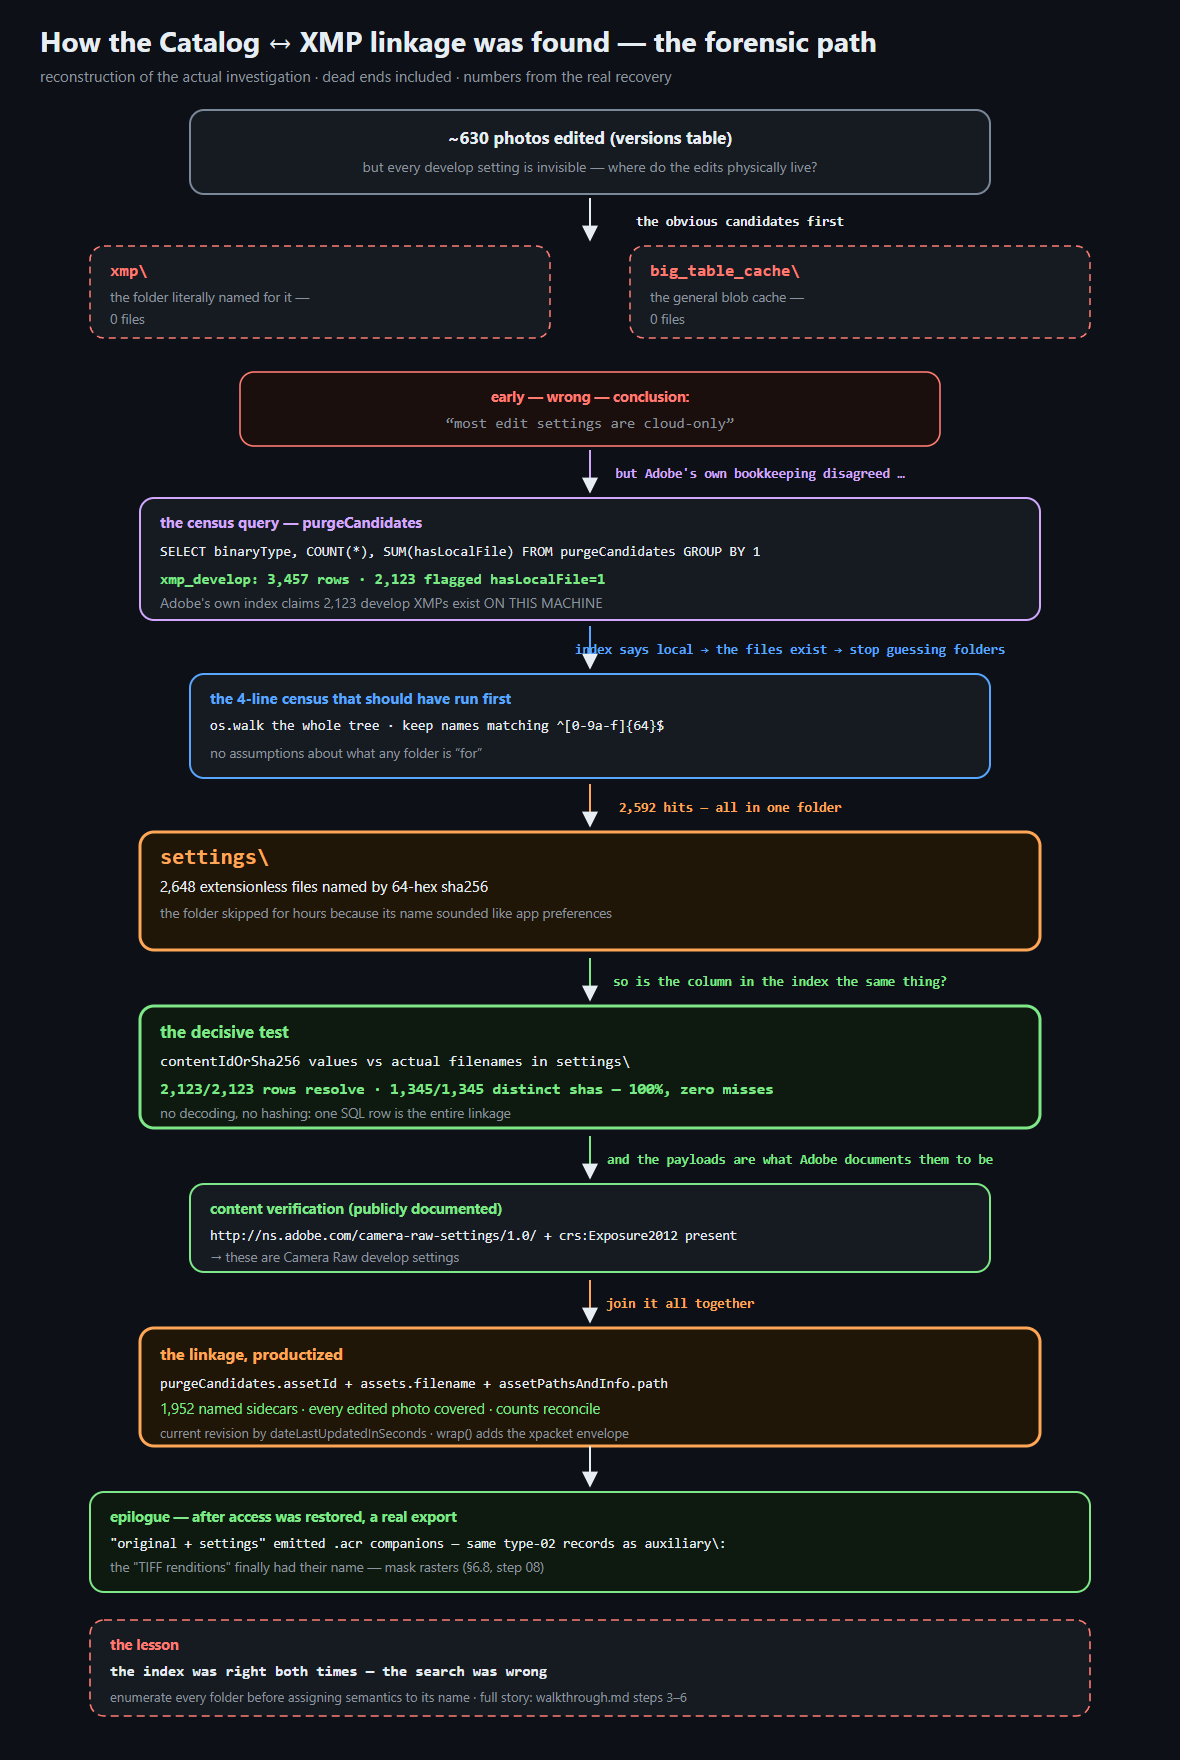 How the Catalog ↔ XMP linkage was found — the forensic path
reconstruction of the actual investigation · dead ends included · numbers from the real recovery
~630 photos edited (versions table)
but every develop setting is invisible — where do the edits physically live?
the obvious candidates first
xmp\
the folder literally named for it —
0 files
big_table_cache\
the general blob cache —
0 files
early — wrong — conclusion:
“most edit settings are cloud-only”
but Adobe's own bookkeeping disagreed …
the census query — purgeCandidates
SELECT binaryType, COUNT(*), SUM(hasLocalFile) FROM purgeCandidates GROUP BY 1
xmp_develop: 3,457 rows · 2,123 flagged hasLocalFile=1
Adobe's own index claims 2,123 develop XMPs exist ON THIS MACHINE
index says local → the files exist → stop guessing folders
the 4-line census that should have run first
os.walk the whole tree · keep names matching ^[0-9a-f]{64}$
no assumptions about what any folder is “for”
2,592 hits — all in one folder
settings\
2,648 extensionless files named by 64-hex sha256
the folder skipped for hours because its name sounded like app preferences
so is the column in the index the same thing?
the decisive test
contentIdOrSha256 values vs actual filenames in settings\
2,123/2,123 rows resolve · 1,345/1,345 distinct shas — 100%, zero misses
no decoding, no hashing: one SQL row is the entire linkage
and the payloads are what Adobe documents them to be
content verification (publicly documented)
http://ns.adobe.com/camera-raw-settings/1.0/ + crs:Exposure2012 present
→ these are Camera Raw develop settings
join it all together
the linkage, productized
purgeCandidates.assetId + assets.filename + assetPathsAndInfo.path
1,952 named sidecars · every edited photo covered · counts reconcile
current revision by dateLastUpdatedInSeconds · wrap() adds the xpacket envelope
epilogue — after access was restored, a real export
"original + settings" emitted .acr companions — same type-02 records as auxiliary\:
the "TIFF renditions" finally had their name — mask rasters (§6.8, step 08)
the lesson
the index was right both times — the search was wrong
enumerate every folder before assigning semantics to its name · full story: walkthrough.md steps 3–6